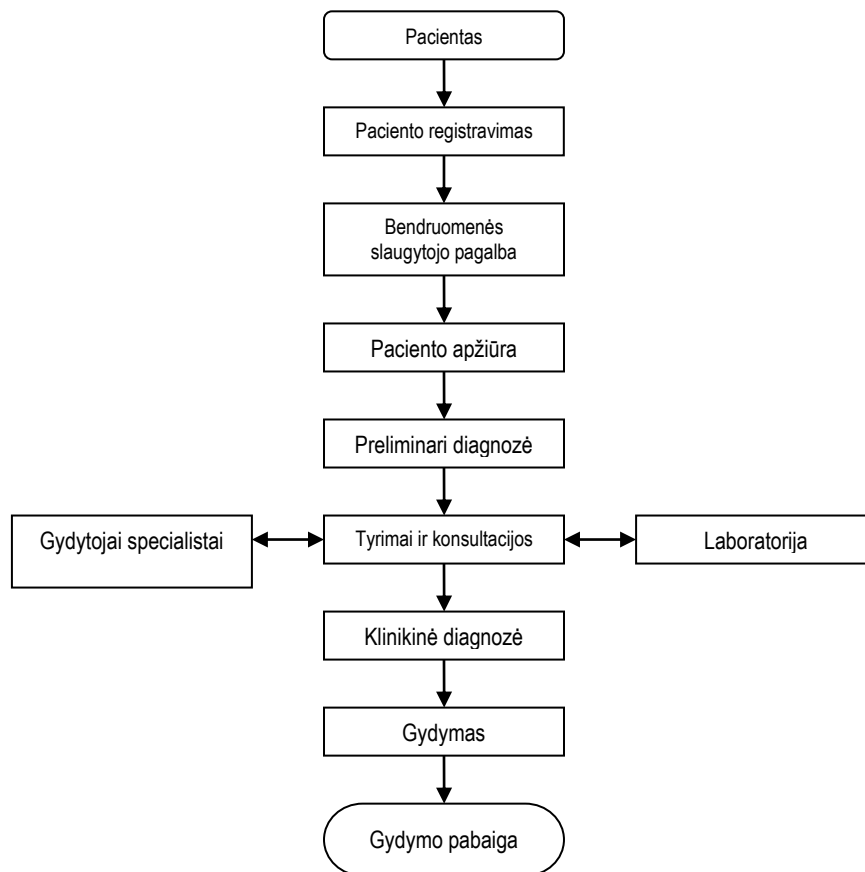 Pacientas
Paciento registravimas
Bendruomenės
slaugytojo pagalba
Paciento apžiūra
Preliminari diagnozė
Gydytojai specialistai
Tyrimai ir konsultacijos
Laboratorija
Klinikinė diagnozė
Gydymas
Gydymo pabaiga